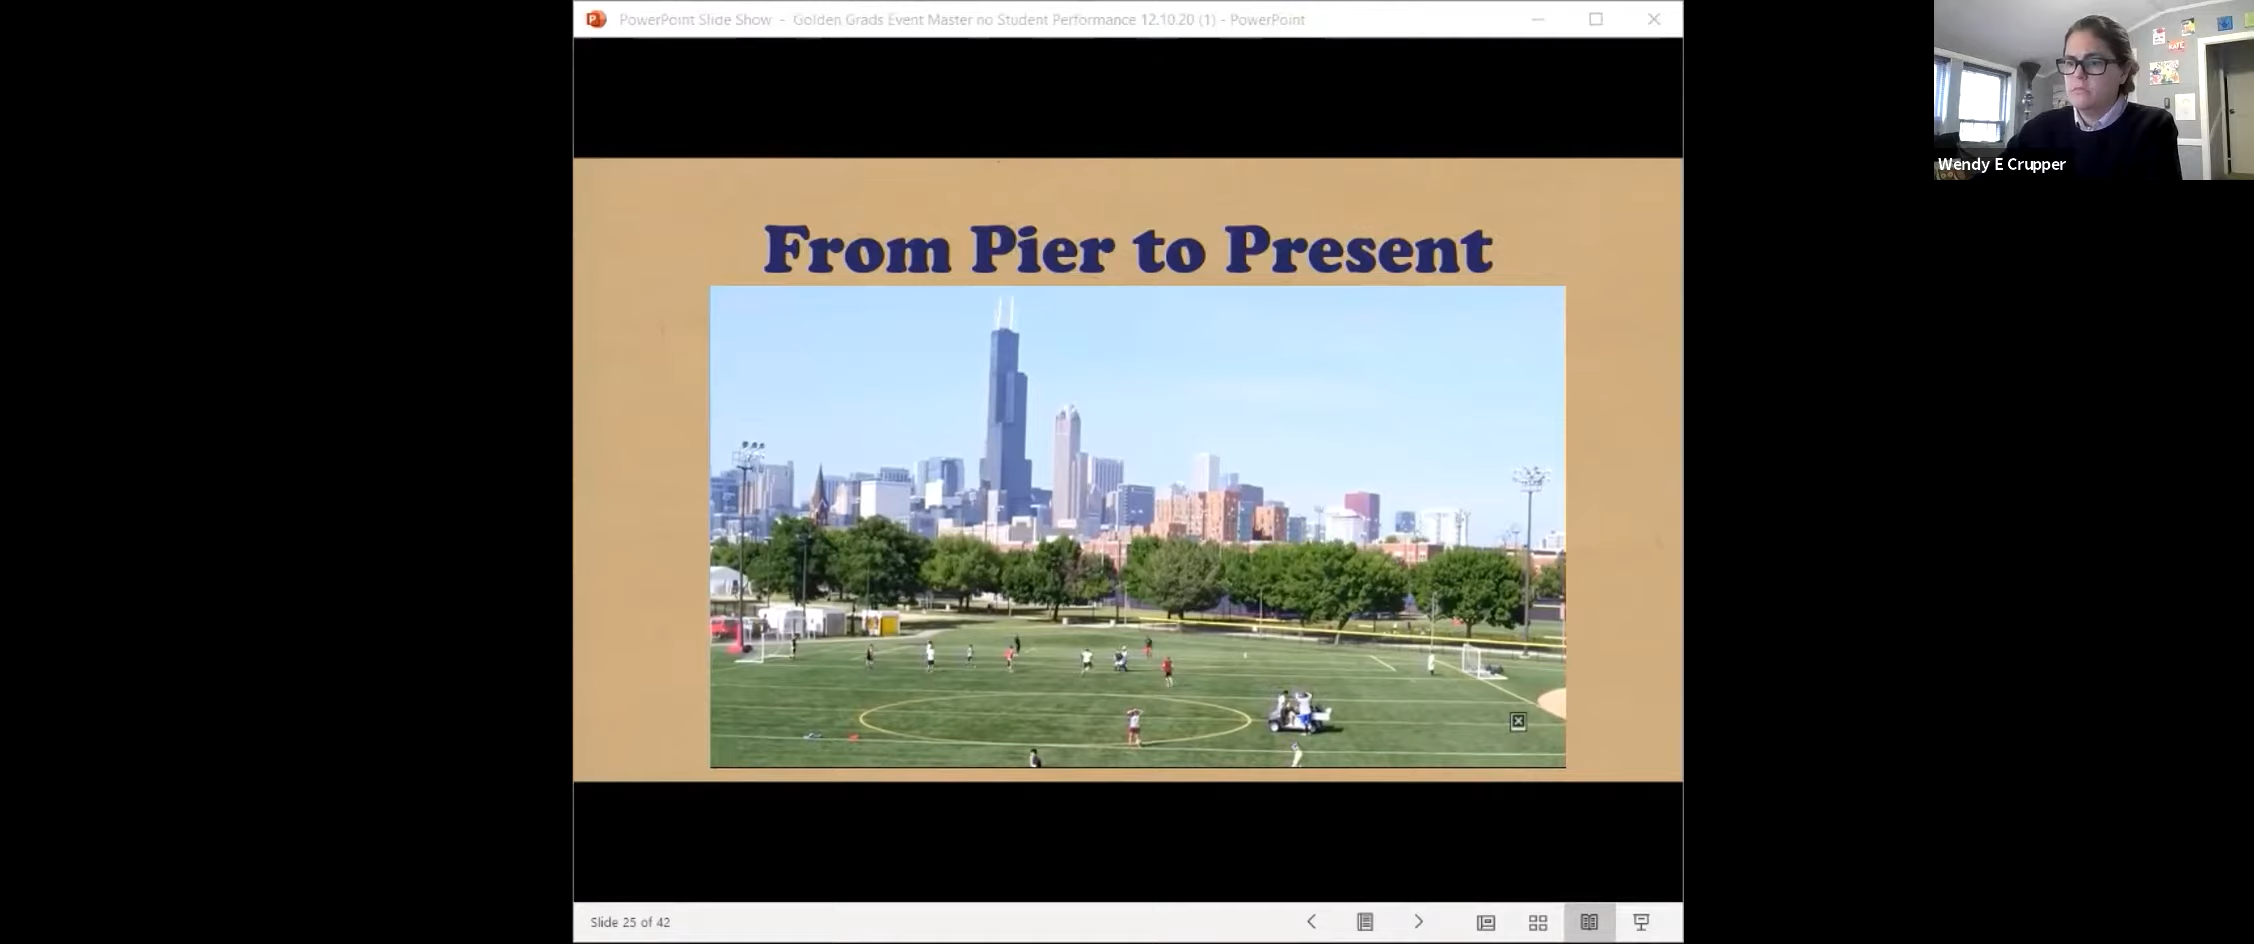 PowerPoint Slide Show - Golden Grads Event Master no Student Performance 12.10.20 (1) - PowerPoint
KATE
Wendy E Crupper
From Pier to Present
Slide 25 of 42